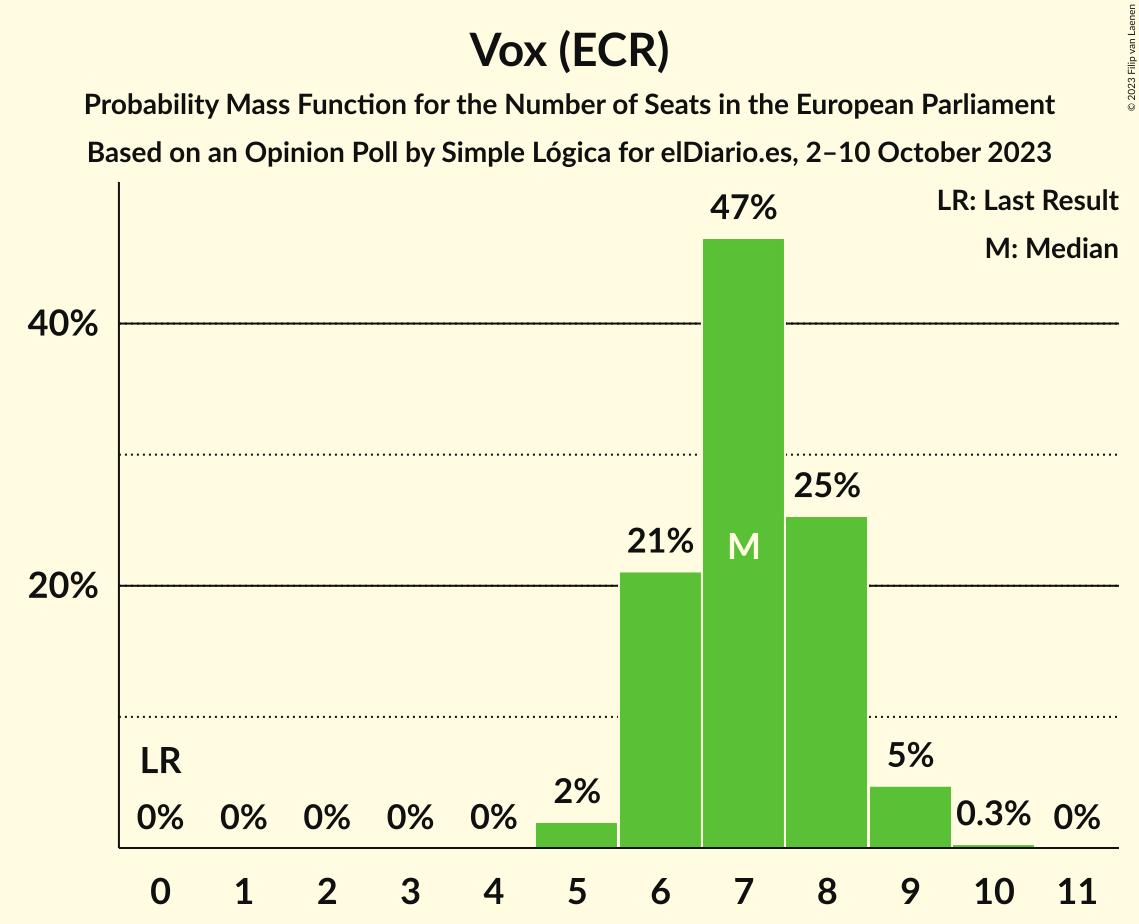 Vox (ECR)
Probability Mass Function for the Number of Seats in the European Parliament
Based on an Opinion Poll by Simple Lógica for elDiario.es, 2–10 October 2023
© 2023 Filip van Laenen
LR: Last Result
M: Median
47%
40%
25%
21%
M
20%
LR
5%
2%
0% 0% 0% 0% 0% 0.3% 0%
0 1 2 3 4 5 6 7 8 9 10 11